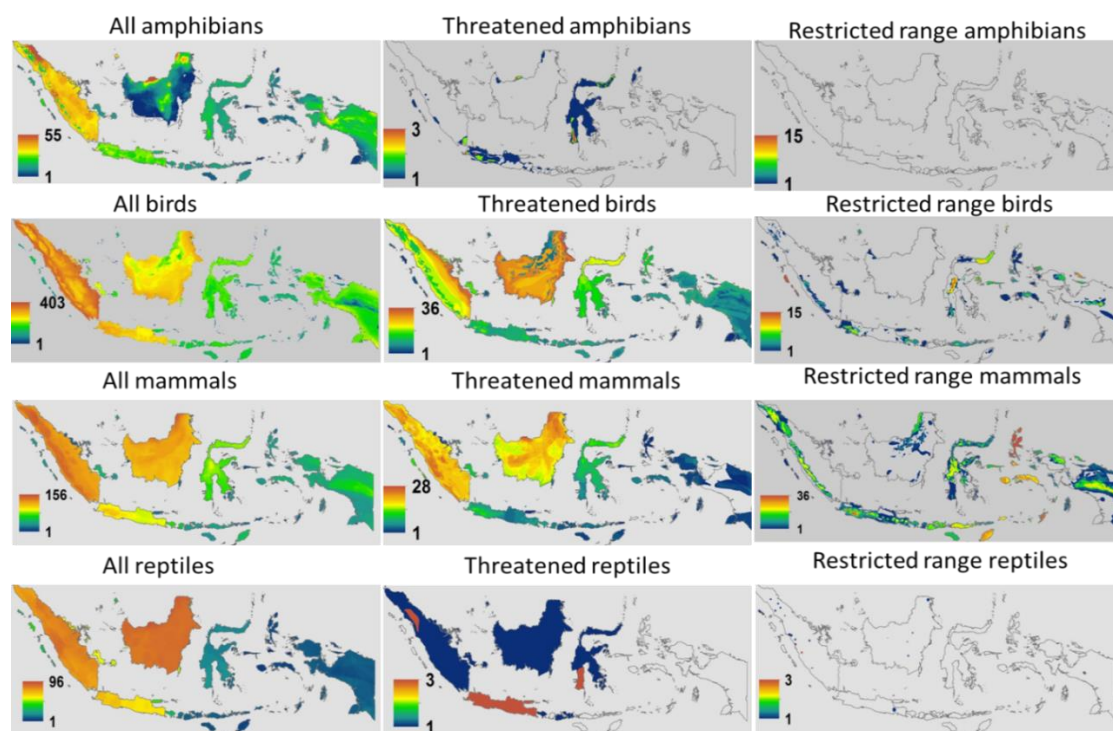 All amphibians
Threatened amphibians
Restricted range amphibians
55
1
3
1
15
1
All birds
Threatened birds
Restricted range birds
403
1
36
1
15
1
All mammals
Threatened mammals
Restricted range mammals
156
1
28
1
36
1
All reptiles
Threatened reptiles
Restricted range reptiles
96
1
3
1
3
1